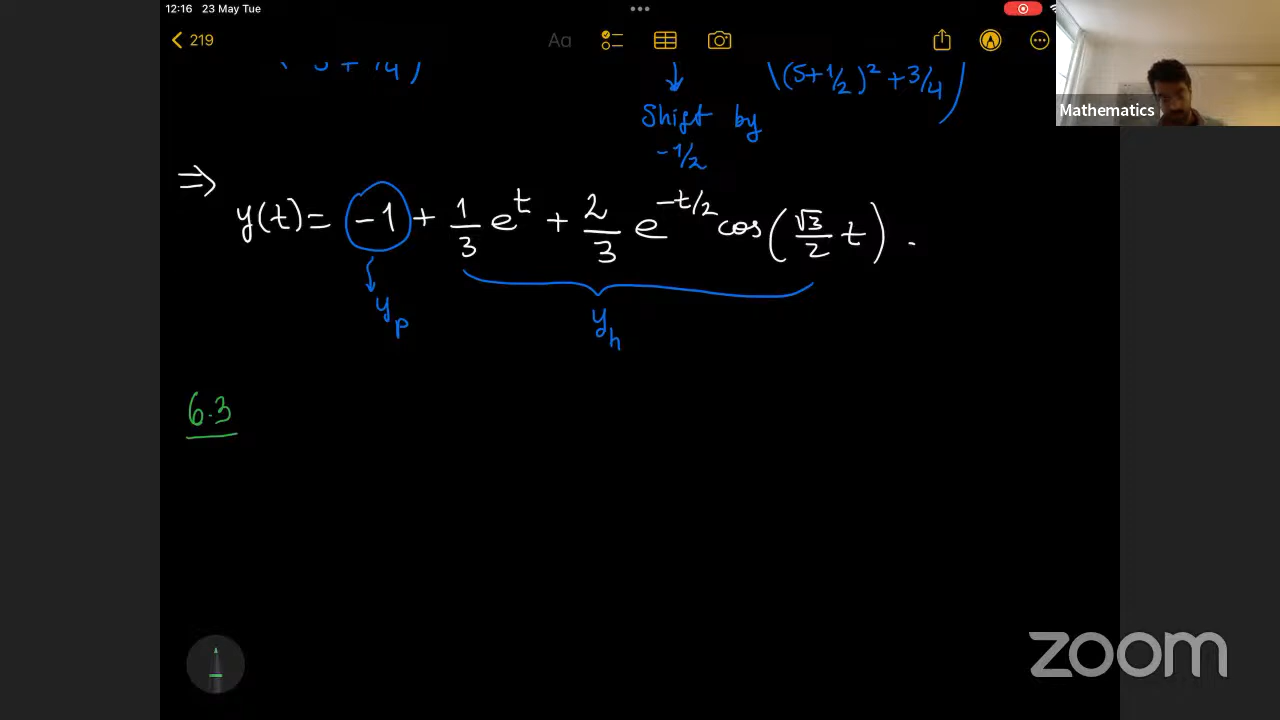 12:16 23 May Tue
219
Aa
((s+1/2)² + 3/4)
Shift by
-1/2
Mathematics
⇒ y(t) = -1 + 1/3 e^t + 2/3 e^{-t/2} cos(√3/2 t).
y_p
y_h
6.3
zoom